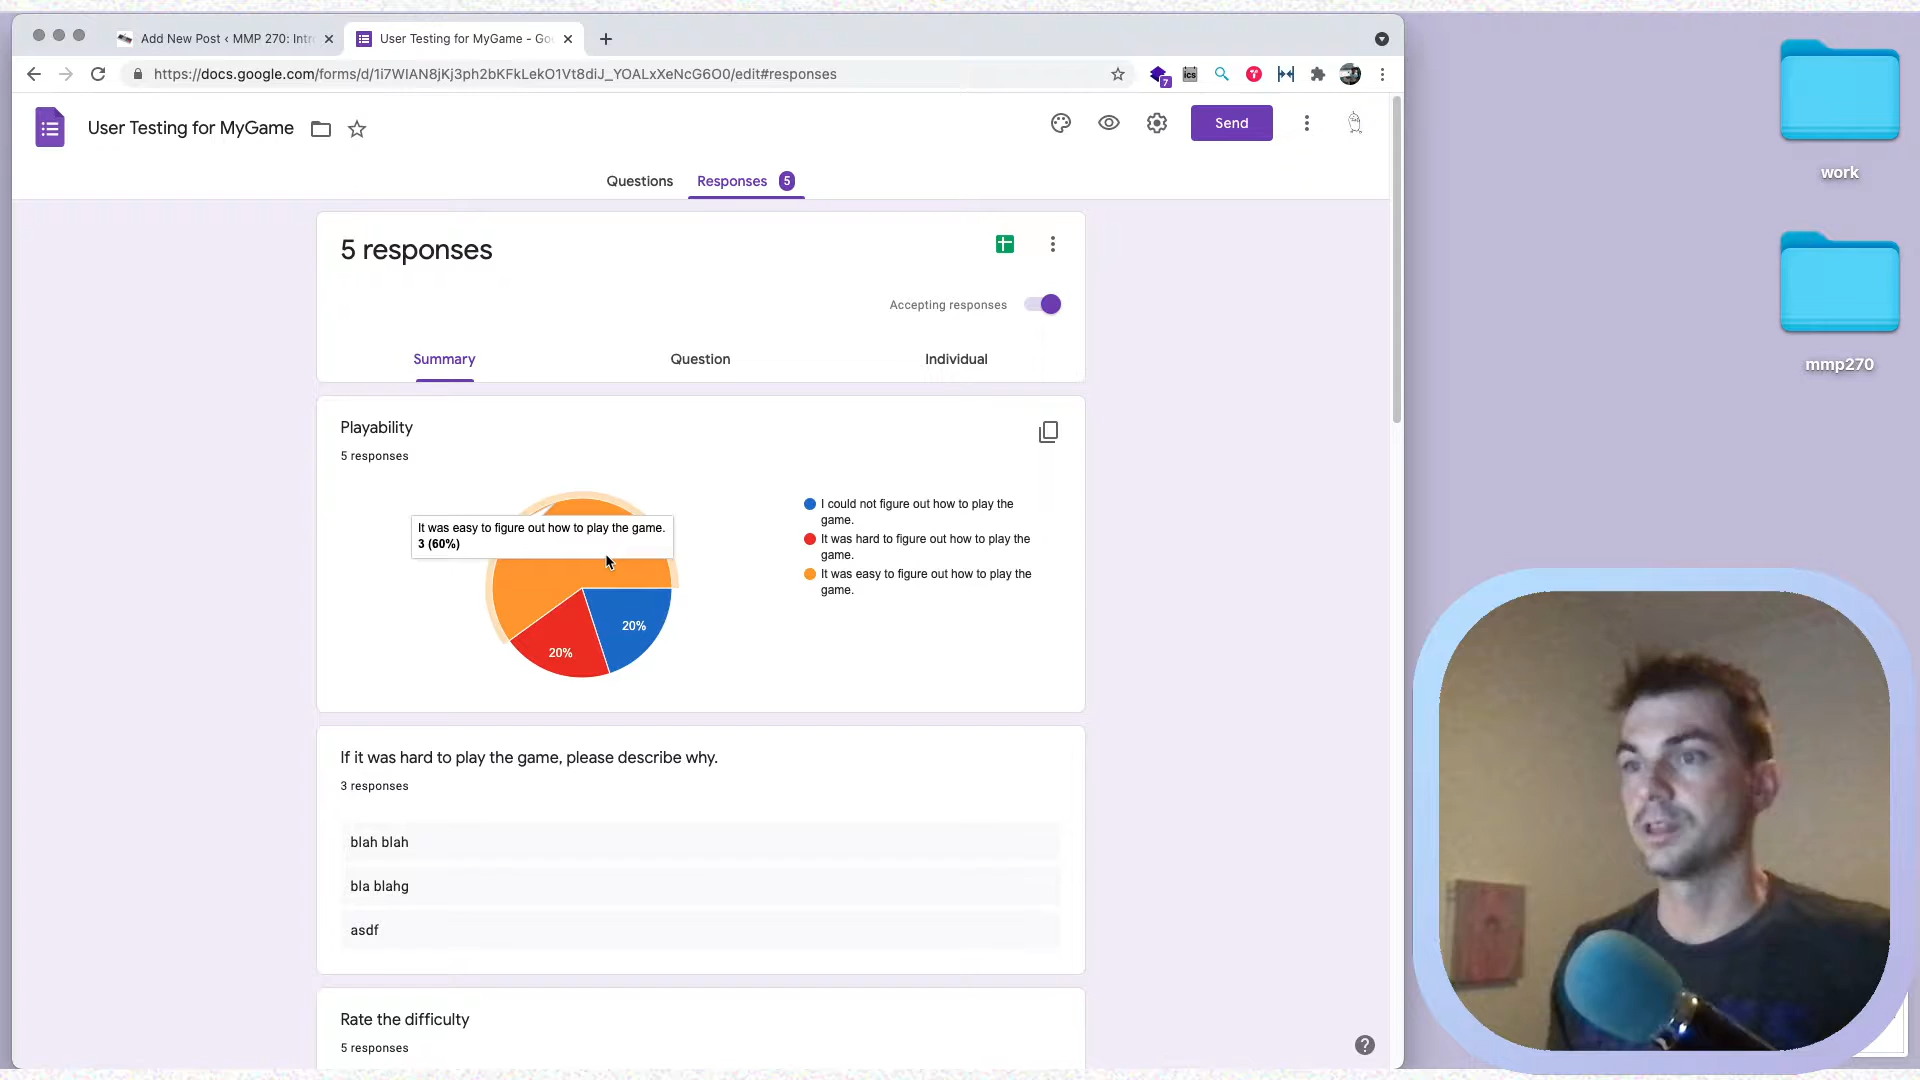 Add New Post ‹ MMP 270: Intr
User Testing for MyGame - Goo
https://docs.google.com/forms/d/1i7WIAN8jKj3ph2bKFkLekO1Vt8diJ_YOALxXeNcG6O0/edit#responses
7
ics
User Testing for MyGame
Send
Questions
Responses 5
5 responses
Accepting responses
Summary
Question
Individual
Playability
5 responses
It was easy to figure out how to play the game.
3 (60%)
20%
20%
I could not figure out how to play the
game.
It was hard to figure out how to play the
game.
It was easy to figure out how to play the
game.
If it was hard to play the game, please describe why.
3 responses
blah blah
bla blahg
asdf
Rate the difficulty
5 responses
work
mmp270